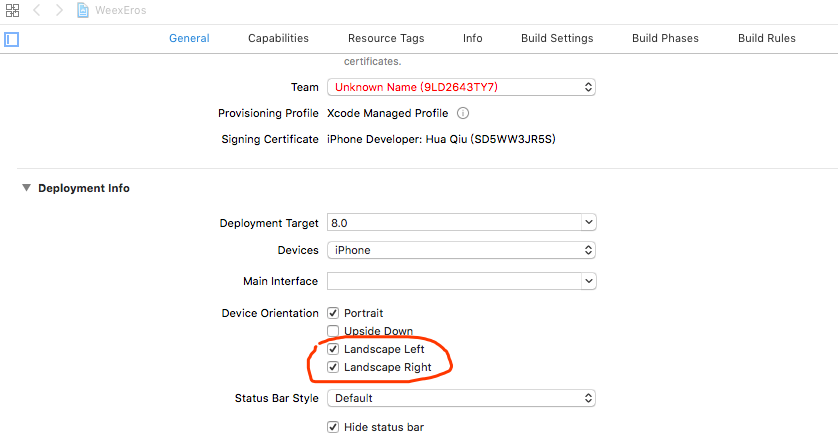 WeexEros
General Capabilities Resource Tags Info Build Settings Build Phases Build Rules
certificates.
Team Unknown Name (9LD2643TY7)
Provisioning Profile Xcode Managed Profile
Signing Certificate iPhone Developer: Hua Qiu (SD5WW3JR5S)
Deployment Info
Deployment Target 8.0
Devices iPhone
Main Interface
Device Orientation Portrait
Upside Down
Landscape Left
Landscape Right
Status Bar Style Default
Hide status bar